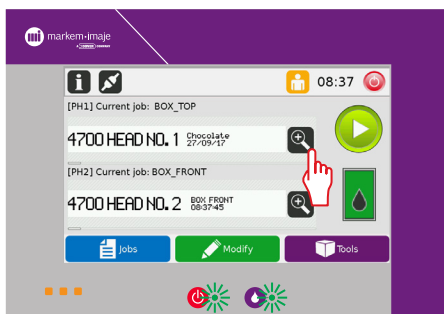 markem·imaje
A DOVER COMPANY
08:37
[PH1] Current job: BOX_TOP
4700 HEAD NO. 1 Chocolate
27/09/17
[PH2] Current job: BOX_FRONT
4700 HEAD NO. 2 BOX FRONT
08:37:45
Jobs
Modify
Tools